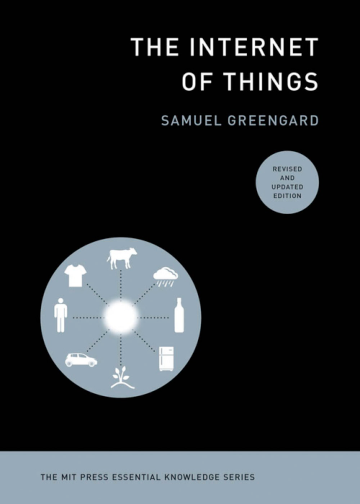 THE INTERNET
OF THINGS
SAMUEL GREENGARD
REVISED
AND
UPDATED
EDITION
THE MIT PRESS ESSENTIAL KNOWLEDGE SERIES